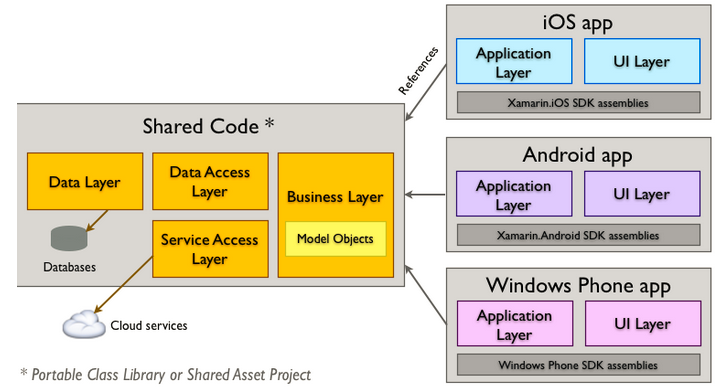 iOS app
Application
Layer
UI Layer
Xamarin.iOS SDK assemblies
References
Shared Code *
Data Layer
Data Access
Layer
Business Layer
Model Objects
Service Access
Layer
Databases
Cloud services
Android app
Application
Layer
UI Layer
Xamarin.Android SDK assemblies
Windows Phone app
Application
Layer
UI Layer
Windows Phone SDK assemblies
* Portable Class Library or Shared Asset Project